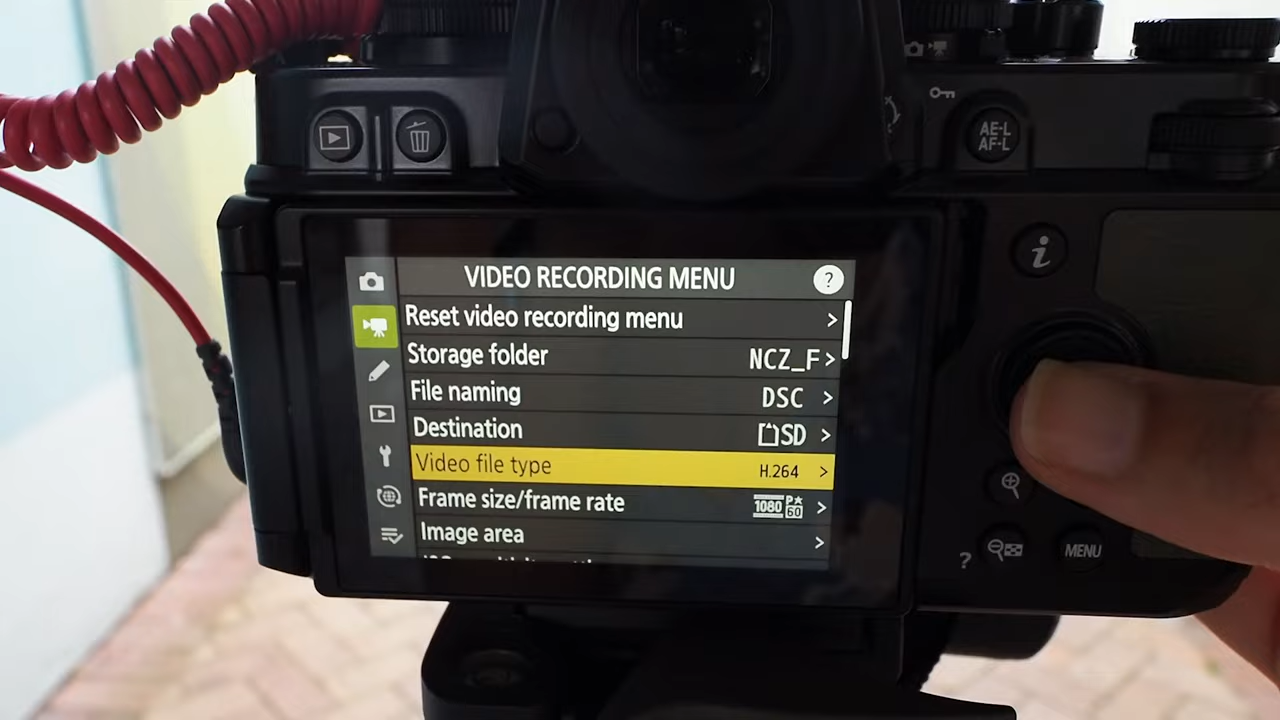 AE-L
AF-L
i
VIDEO RECORDING MENU ?
Reset video recording menu >
Storage folder NCZ_F >
File naming DSC >
Destination SD >
Video file type H.264 >
Frame size/frame rate 1080 P★ 60 >
Image area >
? MENU